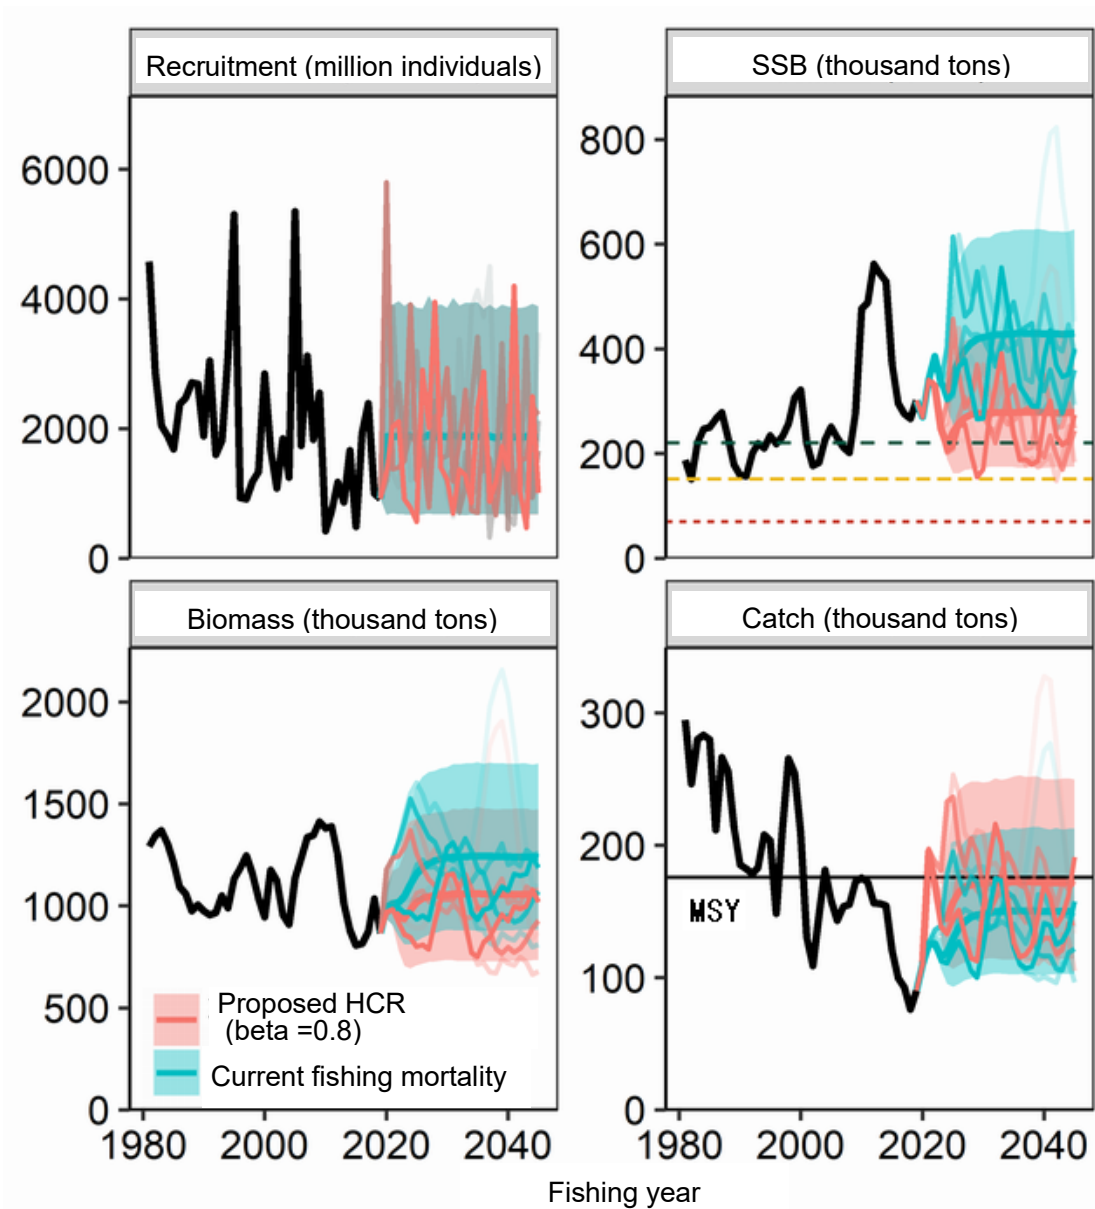 Recruitment (million individuals)
SSB (thousand tons)
6000
4000
2000
0
800
600
400
200
0
Biomass (thousand tons)
Catch (thousand tons)
2000
1500
1000
500
0
Proposed HCR
(beta =0.8)
Current fishing mortality
300
200
100
0
MSY
1980 2000 2020 2040
1980 2000 2020 2040
Fishing year